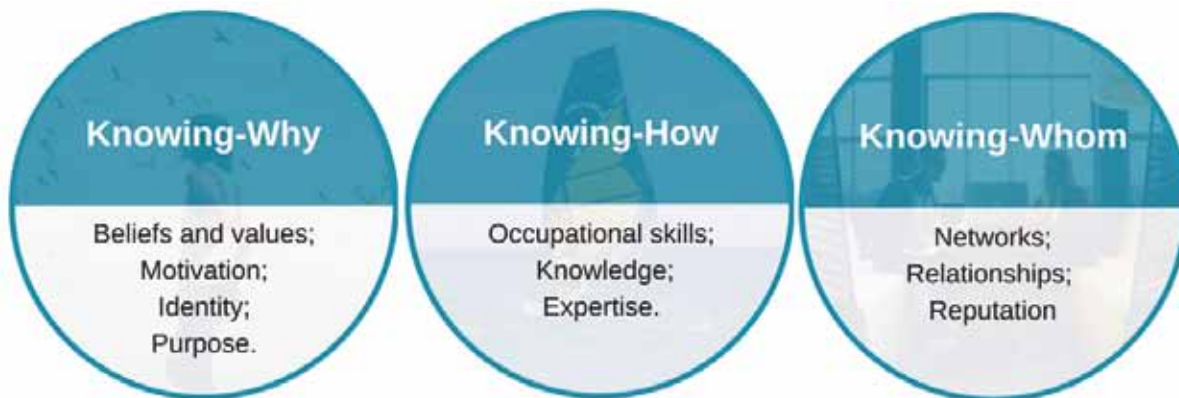 Knowing-Why
Beliefs and values;
Motivation;
Identity;
Purpose.
Knowing-How
Occupational skills;
Knowledge;
Expertise.
Knowing-Whom
Networks;
Relationships;
Reputation